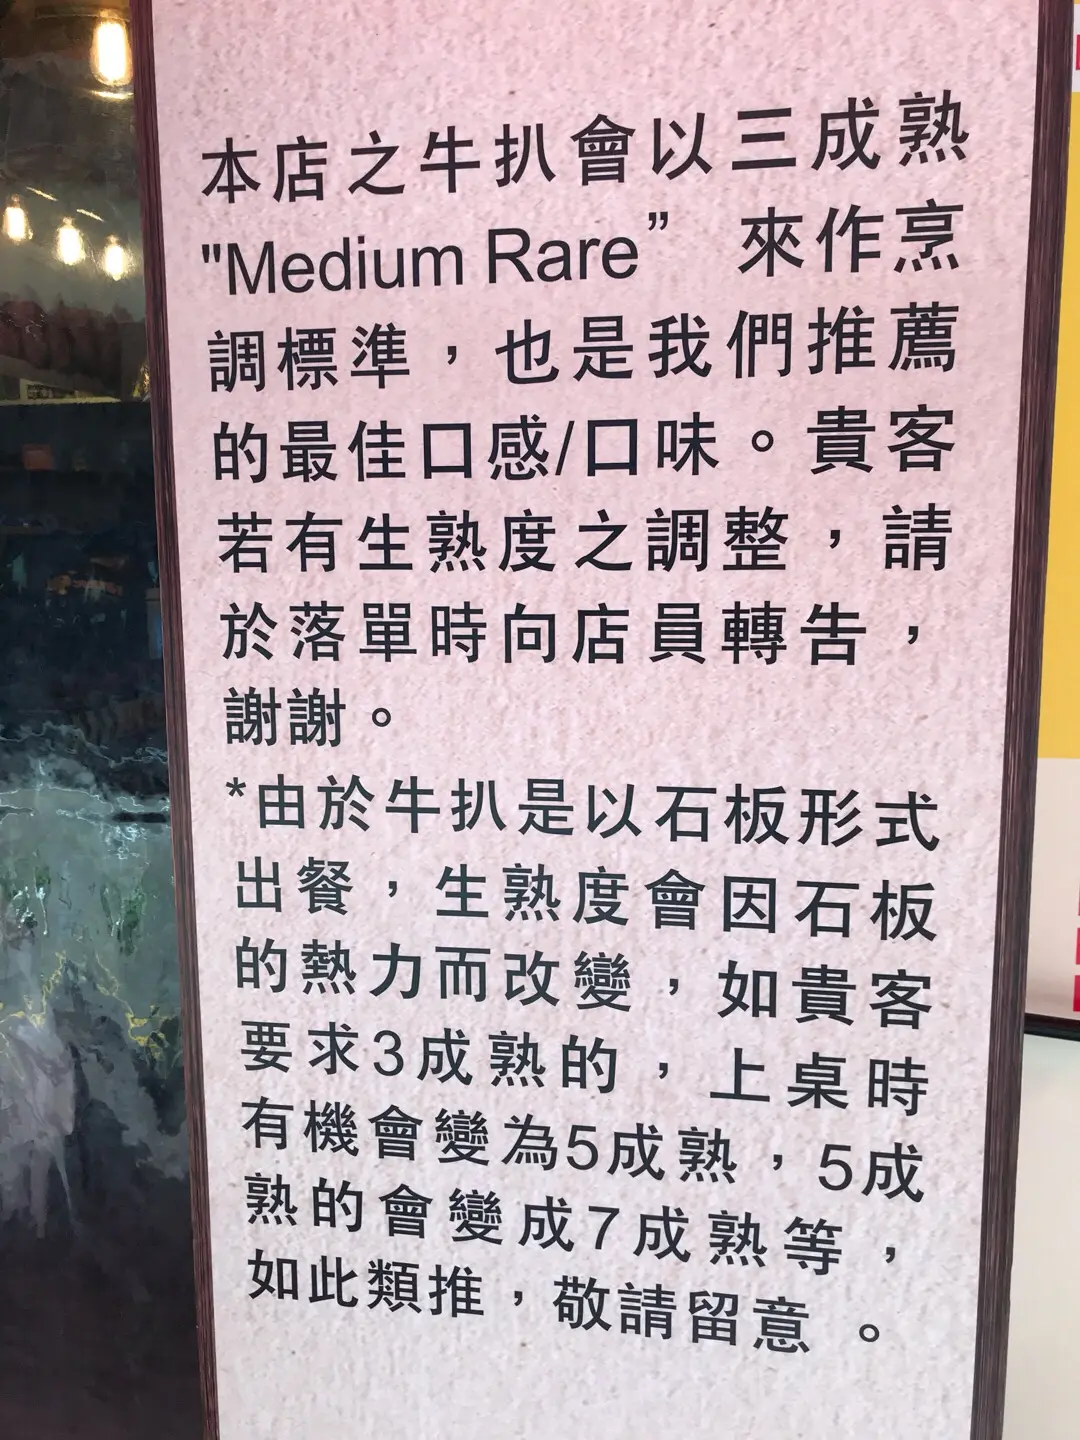 本店之牛扒會以三成熟
"Medium Rare” 來作烹
調標準，也是我們推薦
的最佳口感/口味。貴客
若有生熟度之調整，請
於落單時向店員轉告，
謝謝。
*由於牛扒是以石板形式
出餐，生熟度會因石板
的熱力而改變，如貴客
要求3成熟的，上桌時
有機會變為5成熟，5成
熟的會變成7成熟等，
如此類推，敬請留意 。